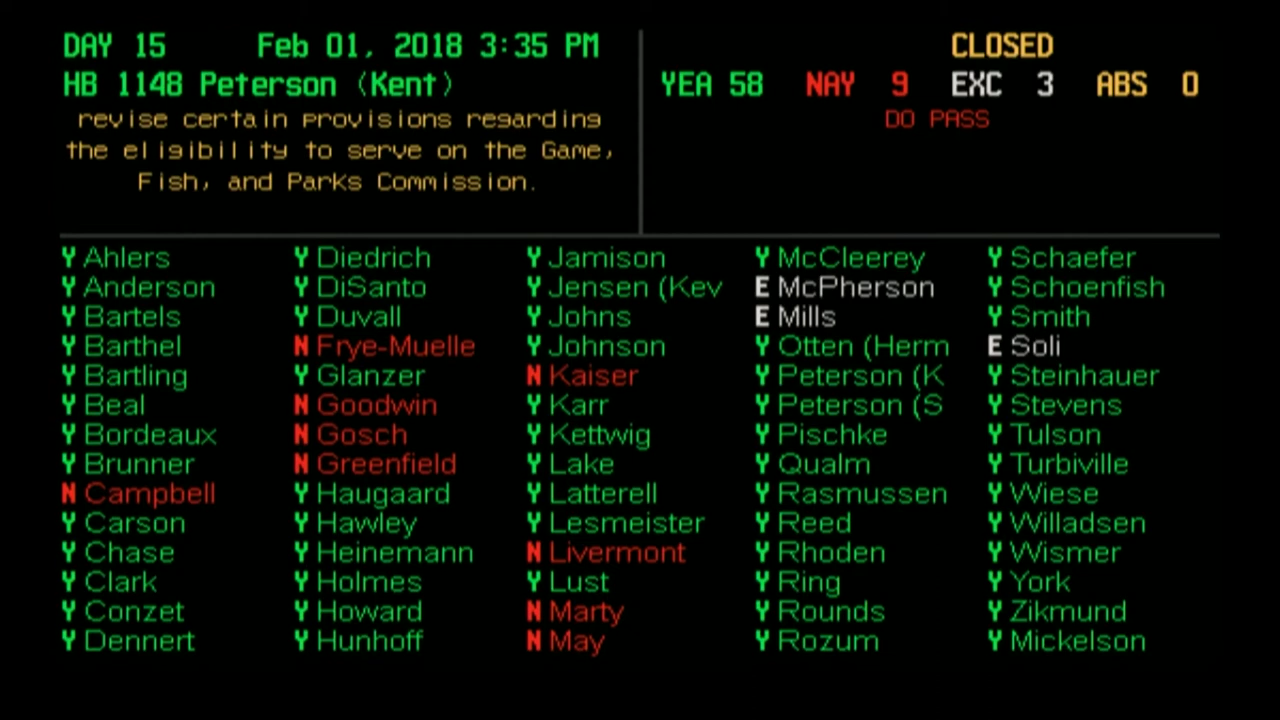 DAY 15 Feb 01, 2018 3:35 PM
HB 1148 Peterson (Kent)
revise certain provisions regarding
the eligibility to serve on the Game,
Fish, and Parks Commission.
CLOSED
YEA 58 NAY 9 EXC 3 ABS 0
DO PASS
Y Ahlers Y Diedrich Y Jamison Y McCleerey Y Schaefer
Y Anderson Y DiSanto Y Jensen (Kev E McPherson Y Schoenfish
Y Bartels Y Duvall Y Johns E Mills Y Smith
Y Barthel N Frye-Muelle Y Johnson Y Otten (Herm E Soli
Y Bartling Y Glanzer N Kaiser Y Peterson (K Y Steinhauer
Y Beal N Goodwin Y Karr Y Peterson (S Y Stevens
Y Bordeaux N Gosch Y Kettwig Y Pischke Y Tulson
Y Brunner N Greenfield Y Lake Y Qualm Y Turbiville
N Campbell Y Haugaard Y Latterell Y Rasmussen Y Wiese
Y Carson Y Hawley Y Lesmeister Y Reed Y Willadsen
Y Chase Y Heinemann N Livermont Y Rhoden Y Wismer
Y Clark Y Holmes Y Lust Y Ring Y York
Y Conzet Y Howard N Marty Y Rounds Y Zikmund
Y Dennert Y Hunhoff N May Y Rozum Y Mickelson